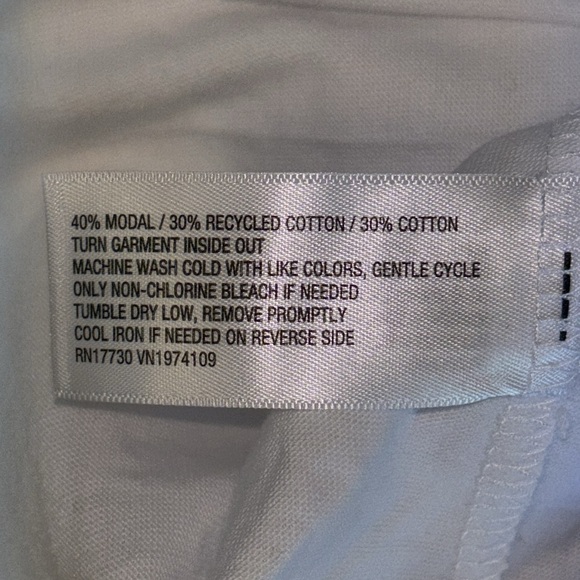 40% MODAL / 30% RECYCLED COTTON / 30% COTTON
TURN GARMENT INSIDE OUT
MACHINE WASH COLD WITH LIKE COLORS, GENTLE CYCLE
ONLY NON-CHLORINE BLEACH IF NEEDED
TUMBLE DRY LOW, REMOVE PROMPTLY
COOL IRON IF NEEDED ON REVERSE SIDE
RN17730 VN1974109